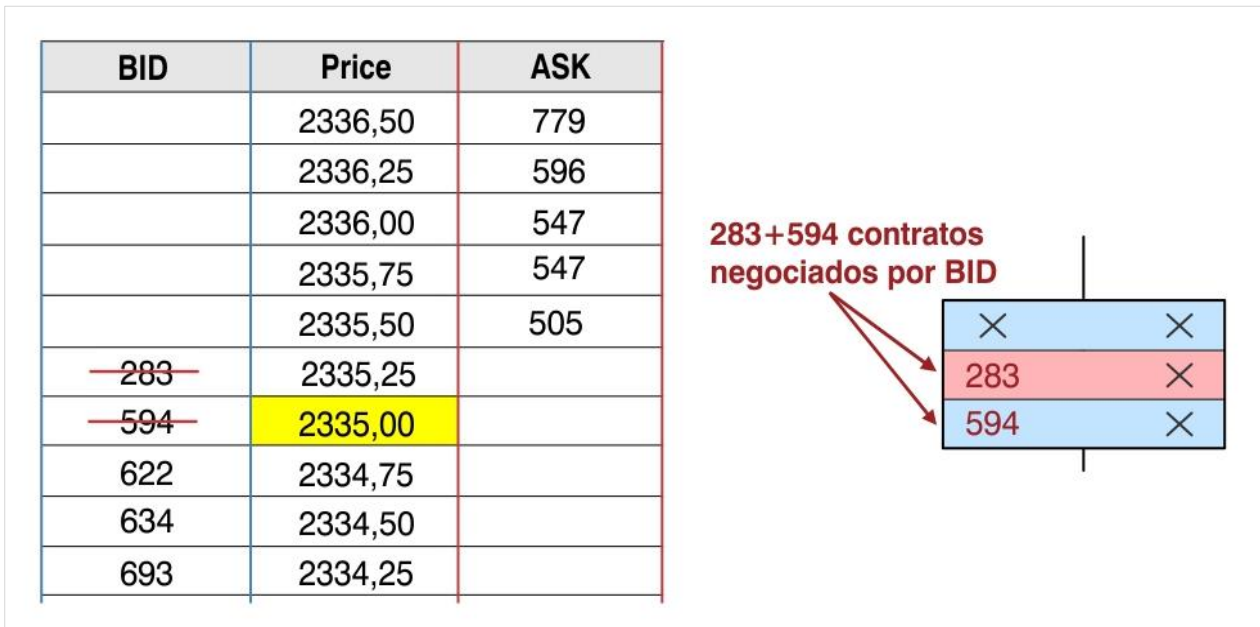 BID Price ASK
2336,50 779
2336,25 596
2336,00 547
2335,75 547
2335,50 505
283 2335,25
594 2335,00
622 2334,75
634 2334,50
693 2334,25
283+594 contratos
negociados por BID
X X
283 X
594 X